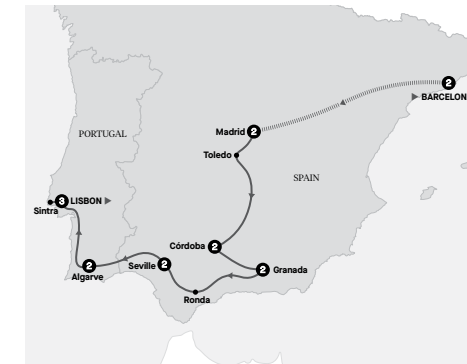 2
BARCELON
2
Madrid
PORTUGAL
Toledo
SPAIN
3
LISBON
Sintra
Córdoba 2
2 Granada
Seville 2
2
Algarve
Ronda